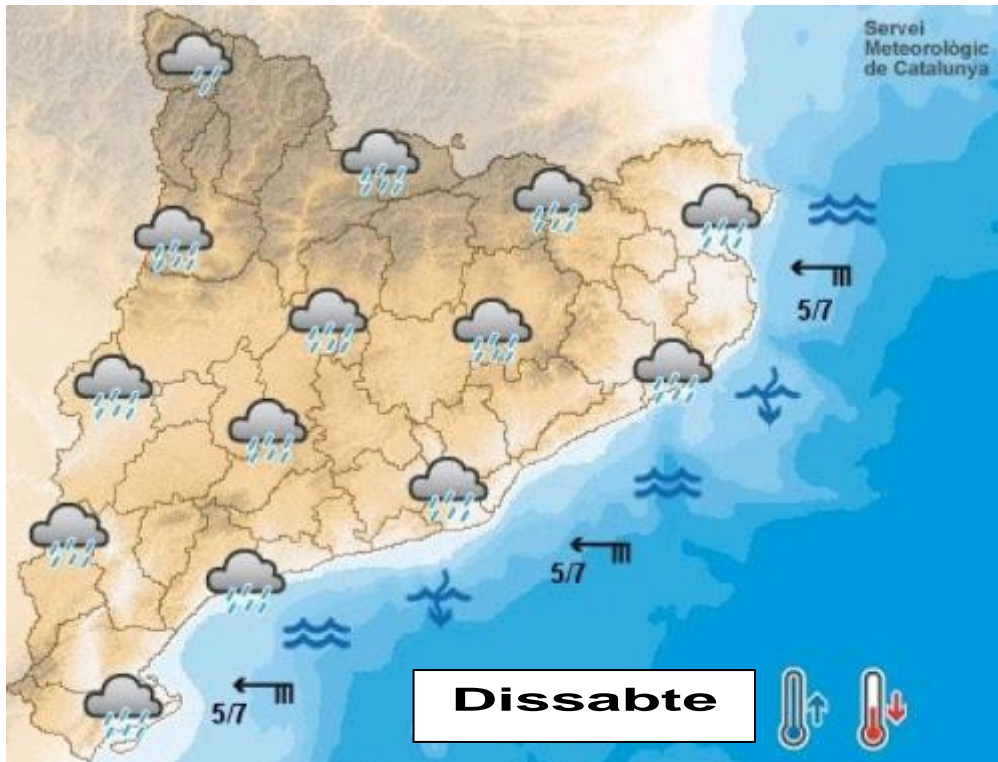 Servei
Meteorològic
de Catalunya
5/7
5/7
5/7
Dissabte